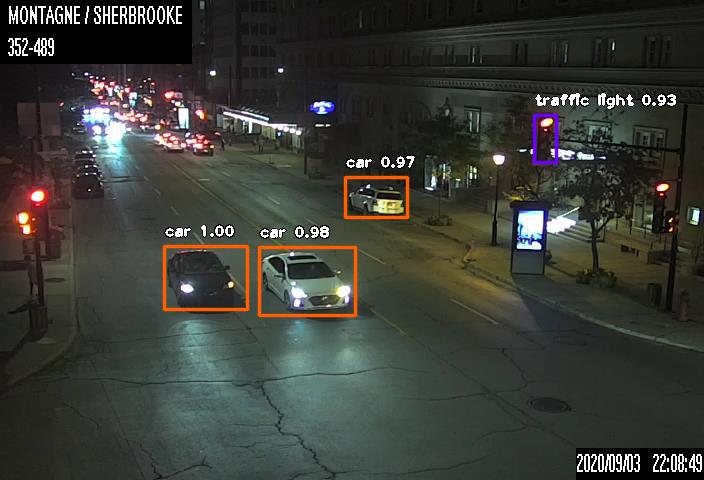 MONTAGNE / SHERBROOKE
352-489
traffic light 0.93
car 0.97
car 1.00
car 0.98
2020/09/03 22:08:49